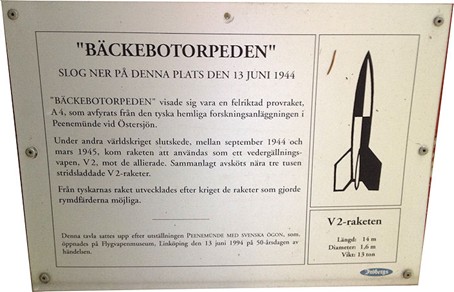 "BÄCKEBOTORPEDEN"
SLOG NER PÅ DENNA PLATS DEN 13 JUNI 1944
"BÄCKEBOTORPEDEN" visade sig vara en felriktad provraket,
A 4, som avfyrats från den tyska hemliga forskningsanläggningen i
Peenemünde vid Östersjön.
Under andra världskriget slutskede, mellan september 1944 och
mars 1945, kom raketen att användas som ett vedergällnings-
vapen, V 2, mot de allierade. Sammanlagt avsköts nära tre tusen
stridsladdade V 2-raketer.
Från tyskarnas raket utvecklades efter kriget de raketer som gjorde
rymdfärderna möjliga.
Denna tavla sattes upp efter utställningen PEENEMÜNDE MED SVENSKA ÖGON, som
öppnades på Flygvapenmuseum, Linköping den 13 juni 1994 på 50-årsdagen av
händelsen.
V 2-raketen
Längd: 14 m
Diameter: 1,6 m
Vikt: 13 ton